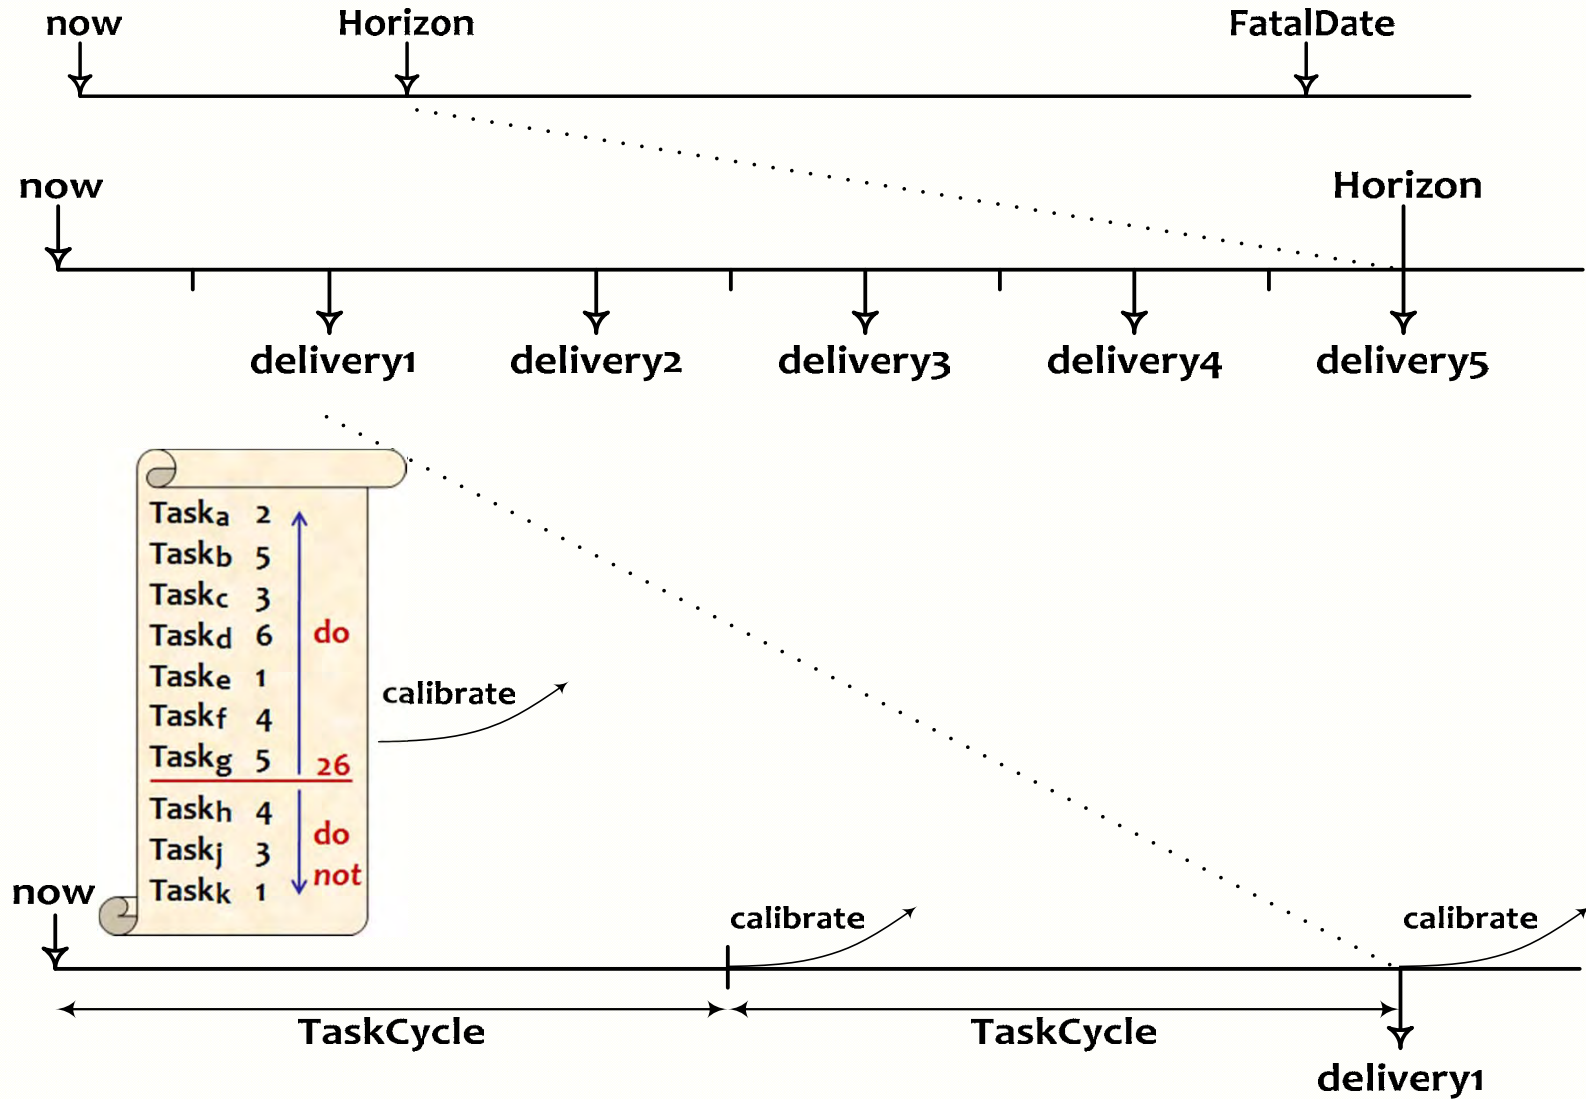 now Horizon FatalDate
now Horizon
delivery1 delivery2 delivery3 delivery4 delivery5
Taska 2
Taskb 5
Taskc 3
Taskd 6 do
Taske 1
calibrate
Taskf 4
Taskg 5 26
Taskh 4
do
Taskj 3
not
Taskk 1
now
calibrate calibrate
TaskCycle TaskCycle
delivery1